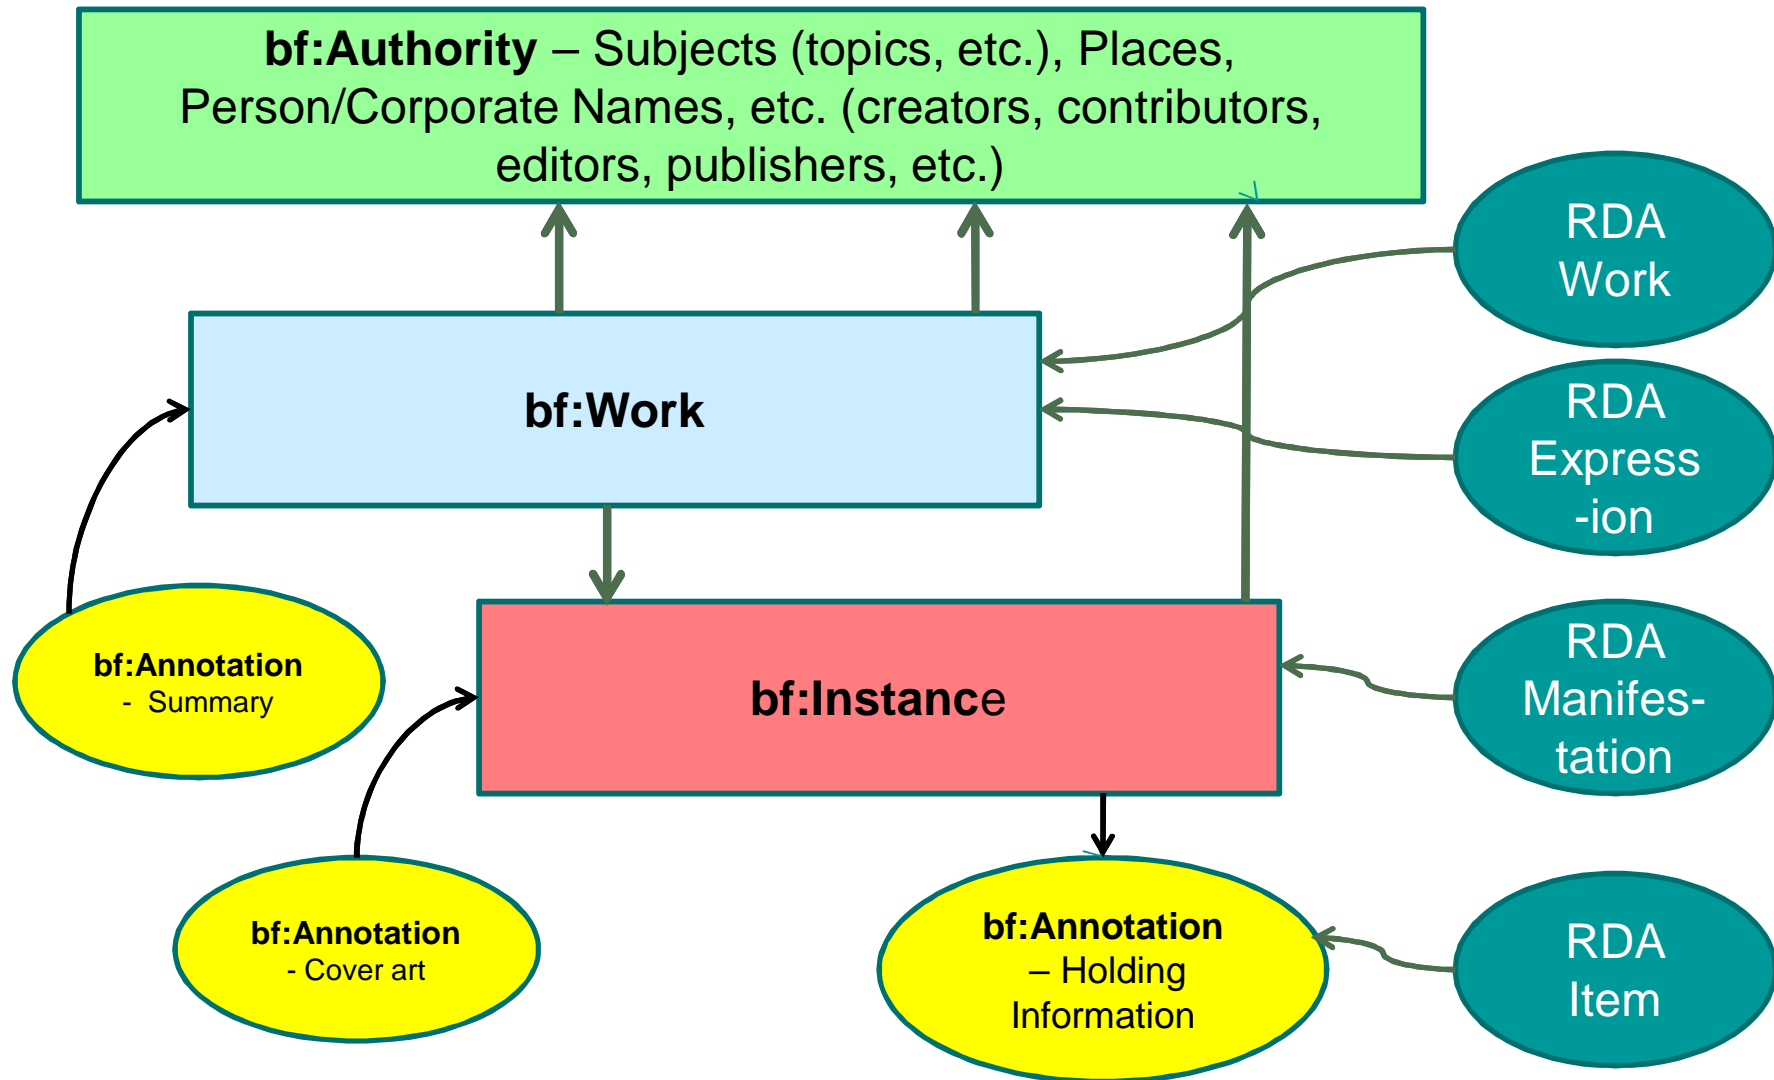 bf:Authority – Subjects (topics, etc.), Places,
Person/Corporate Names, etc. (creators, contributors,
editors, publishers, etc.)
RDA
Work
bf:Work
RDA
Express
-ion
bf:Annotation
- Summary
bf:Instance
RDA
Manifes-
tation
bf:Annotation
- Cover art
bf:Annotation
– Holding
Information
RDA
Item